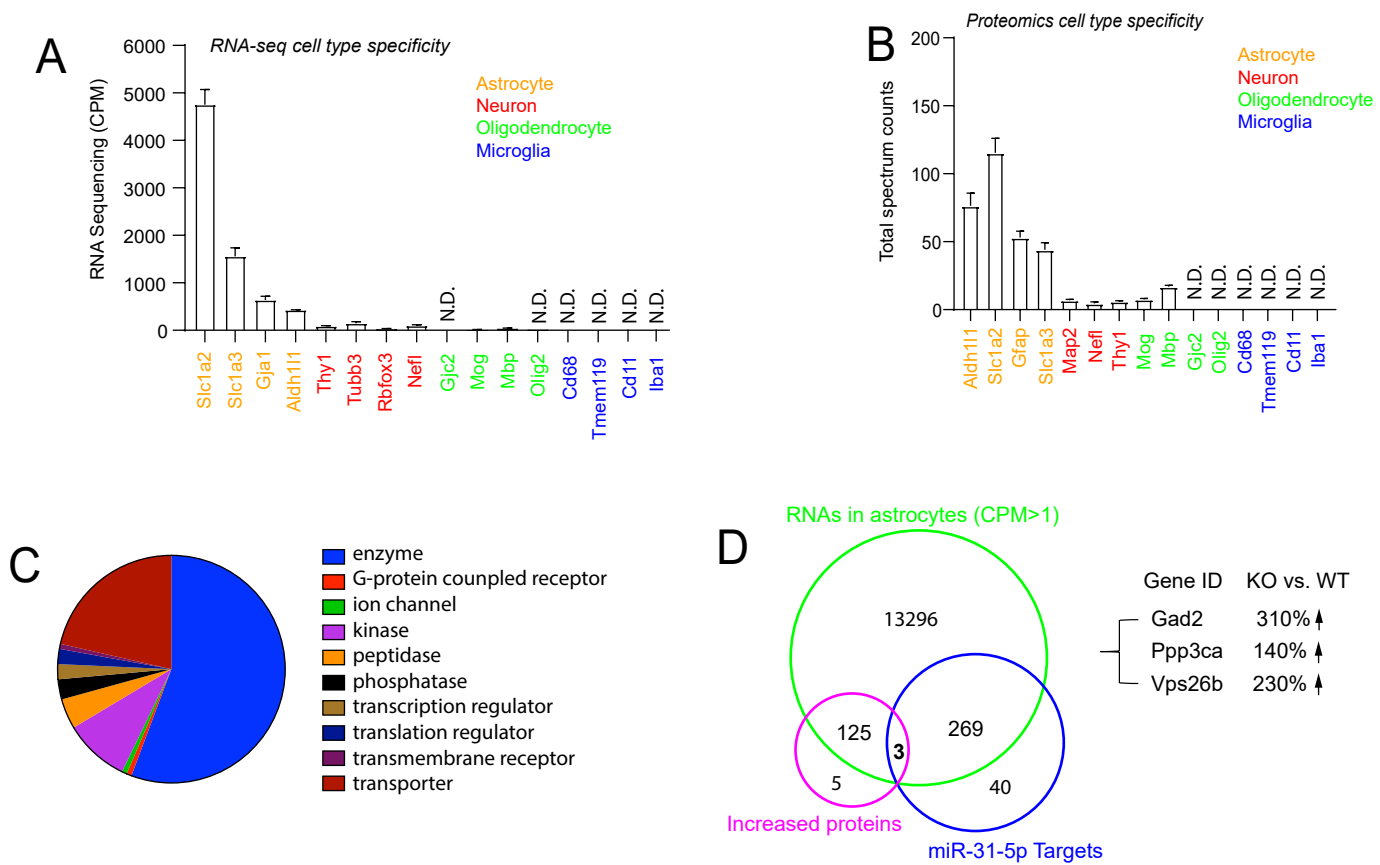 A
RNA-seq cell type specificity
RNA Sequencing (CPM)
6000
5000
4000
3000
2000
1000
0
Astrocyte
Neuron
Oligodendrocyte
Microglia
N.D.
N.D.
N.D.
N.D.
N.D.
N.D.
Slc1a2
Slc1a3
Gja1
Aldh1l1
Thy1
Tubb3
Rbfox3
Nefl
Gjc2
Mog
Mbp
Olig2
Cd68
Tmem119
Cd11
Iba1
B
Proteomics cell type specificity
Total spectrum counts
200
150
100
50
0
Astrocyte
Neuron
Oligodendrocyte
Microglia
N.D.
N.D.
N.D.
N.D.
N.D.
N.D.
Aldh1l1
Slc1a2
Gfap
Slc1a3
Map2
Nefl
Thy1
Mog
Mbp
Gjc2
Olig2
Cd68
Tmem119
Cd11
Iba1
C
enzyme
G-protein counpled receptor
ion channel
kinase
peptidase
phosphatase
transcription regulator
translation regulator
transmembrane receptor
transporter
D
RNAs in astrocytes (CPM>1)
13296
125
3
269
5
40
Increased proteins
miR-31-5p Targets
Gene ID KO vs. WT
Gad2 310%
Ppp3ca 140%
Vps26b 230%